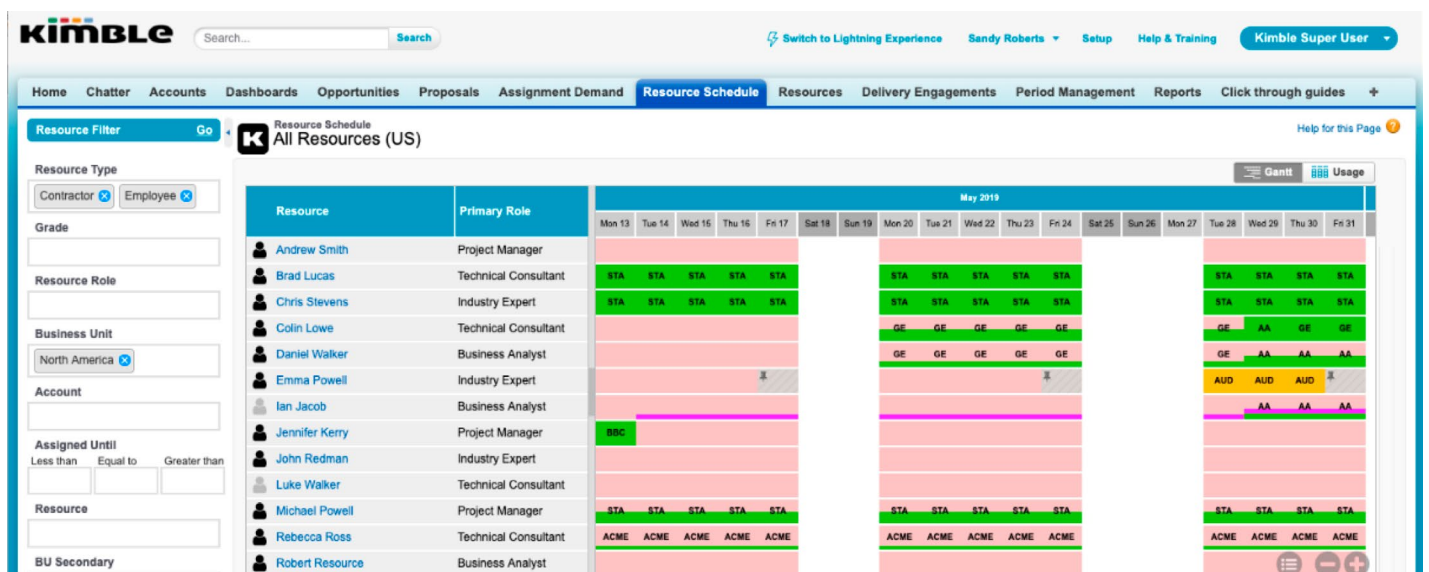 KIMBLE
Search...
Search
Switch to Lightning Experience
Sandy Roberts
Setup
Help & Training
Kimble Super User
Home Chatter Accounts Dashboards Opportunities Proposals Assignment Demand Resource Schedule Resources Delivery Engagements Period Management Reports Click through guides +
Resource Filter Go
Resource Type
Contractor Employee
Grade
Resource Role
Business Unit
North America
Account
Assigned Until
Less than Equal to Greater than
Resource
BU Secondary
K
Resource Schedule
All Resources (US)
Help for this Page ?
Gantt Usage
Resource Primary Role May 2019
Mon 13 Tue 14 Wed 15 Thu 16 Fri 17 Sat 18 Sun 19 Mon 20 Tue 21 Wed 22 Thu 23 Fri 24 Sat 25 Sun 26 Mon 27 Tue 28 Wed 29 Thu 30 Fri 31
Andrew Smith Project Manager
Brad Lucas Technical Consultant STA STA STA STA STA STA STA STA STA STA STA STA STA STA
Chris Stevens Industry Expert STA STA STA STA STA STA STA STA STA STA STA STA STA STA
Colin Lowe Technical Consultant GE GE GE GE GE GE AA GE GE
Daniel Walker Business Analyst GE GE GE GE GE GE AA AA AA
Emma Powell Industry Expert AUD AUD AUD
Ian Jacob Business Analyst AA AA AA
Jennifer Kerry Project Manager BBC
John Redman Industry Expert
Luke Walker Technical Consultant
Michael Powell Project Manager STA STA STA STA STA STA STA STA STA STA STA STA STA STA
Rebecca Ross Technical Consultant ACME ACME ACME ACME ACME ACME ACME ACME ACME ACME ACME ACME ACME ACME
Robert Resource Business Analyst